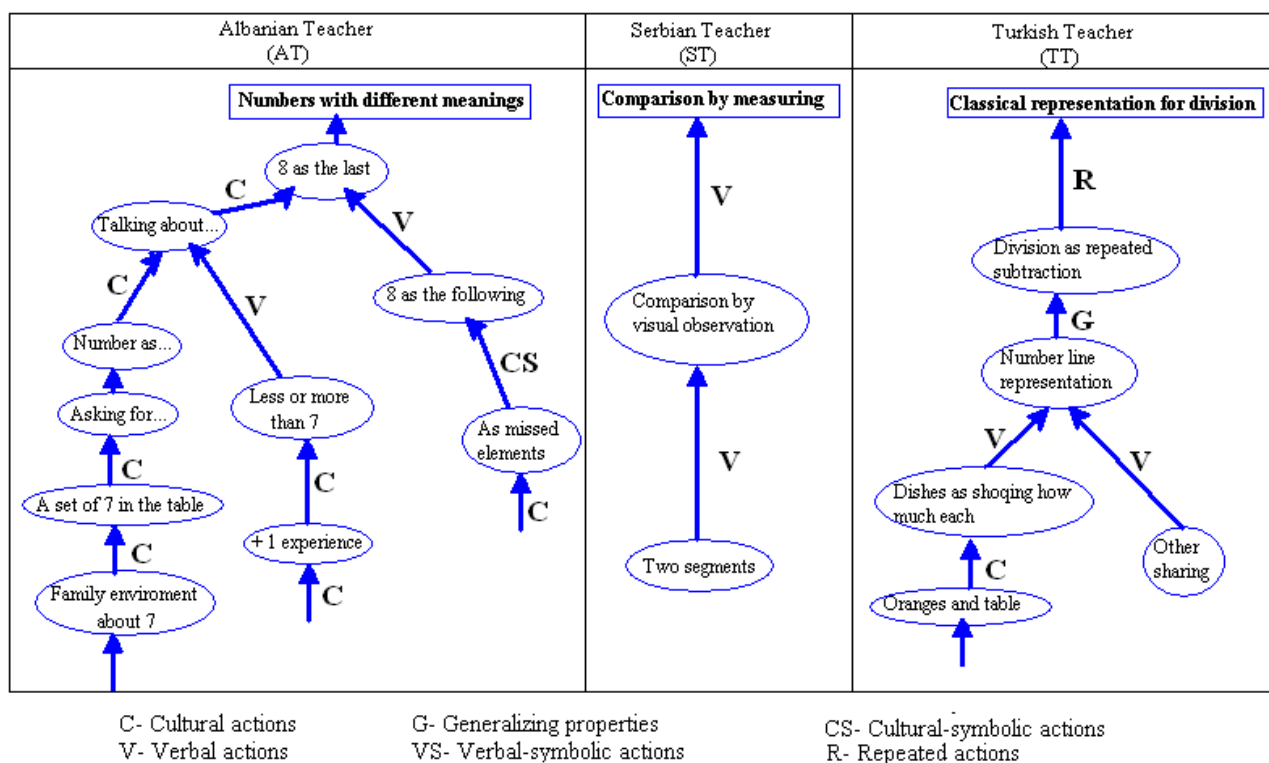 Albanian Teacher
(AT)
Serbian Teacher
(ST)
Turkish Teacher
(TT)
Numbers with different meanings
8 as the last
C
V
Talking about...
C
V
8 as the following
Number as...
CS
Asking for...
Less or more
than 7
As missed
elements
C
C
C
A set of 7 in the table
C
+ 1 experience
C
Family enviroment
about 7
Comparison by measuring
V
Comparison by
visual observation
V
Two segments
Classical representation for division
R
Division as repeated
subtraction
G
Number line
representation
V
V
Dishes as shoqing how
much each
C
Other
sharing
Oranges and table
C- Cultural actions
G- Generalizing properties
CS- Cultural-symbolic actions
V- Verbal actions
VS- Verbal-symbolic actions
R- Repeated actions